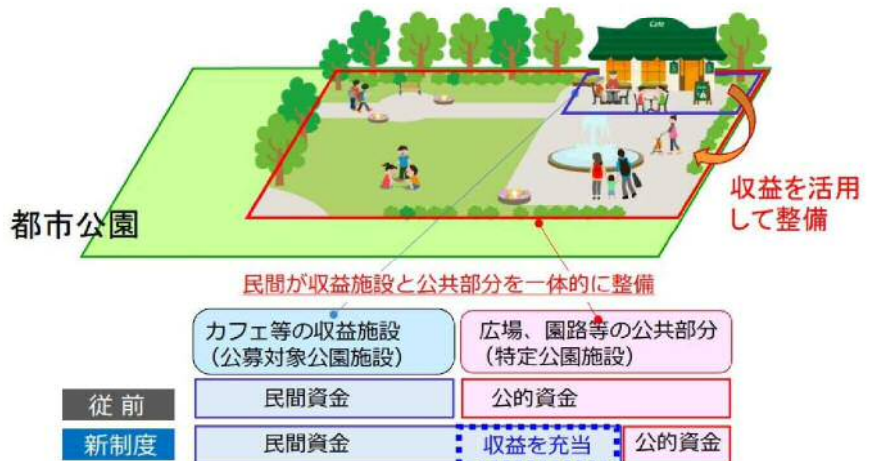 Cafe
都市公園
収益を活用
して整備
民間が収益施設と公共部分を一体的に整備
カフェ等の収益施設
(公募対象公園施設)
広場、園路等の公共部分
(特定公園施設)
従前
民間資金
公的資金
新制度
民間資金
収益を充当
公的資金